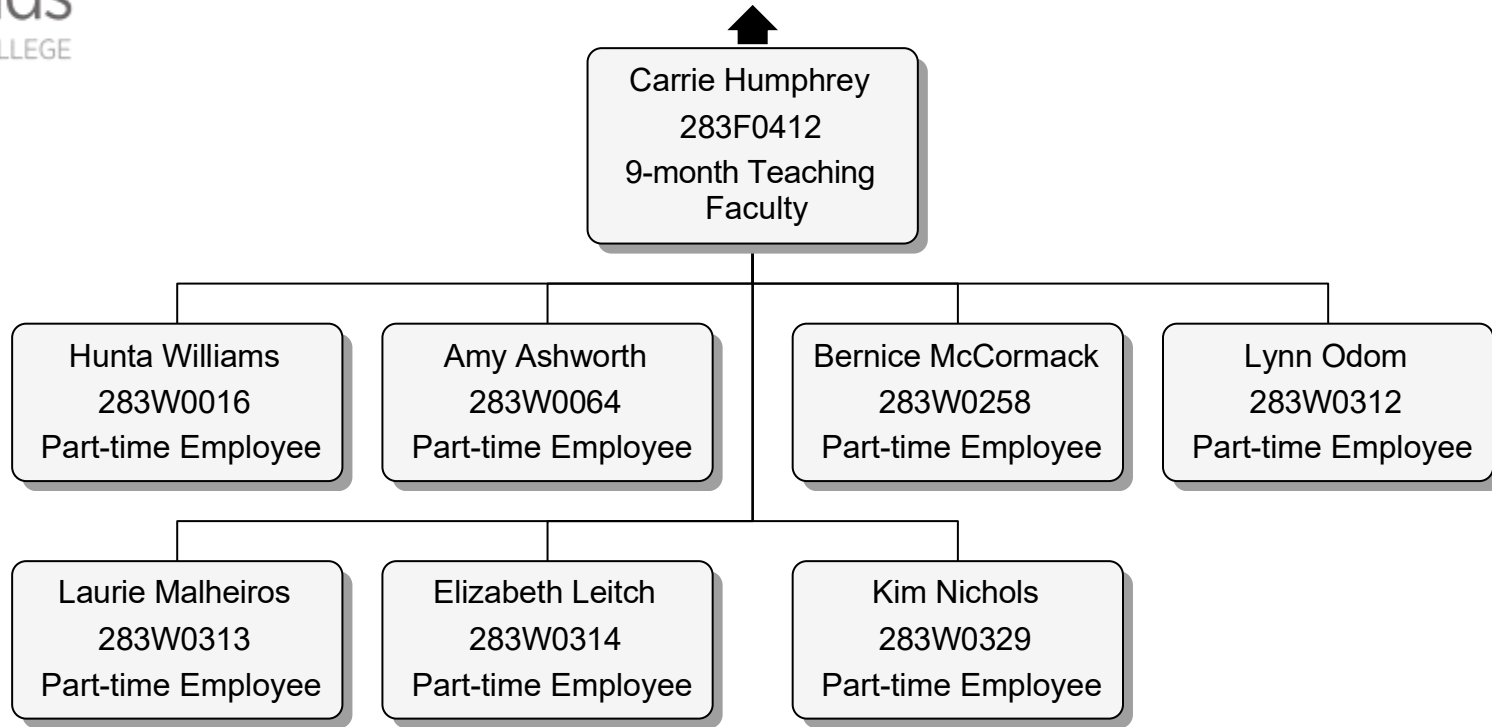 COLLEGE
Carrie Humphrey
283F0412
9-month Teaching
Faculty
Hunta Williams
283W0016
Part-time Employee
Amy Ashworth
283W0064
Part-time Employee
Bernice McCormack
283W0258
Part-time Employee
Lynn Odom
283W0312
Part-time Employee
Laurie Malheiros
283W0313
Part-time Employee
Elizabeth Leitch
283W0314
Part-time Employee
Kim Nichols
283W0329
Part-time Employee